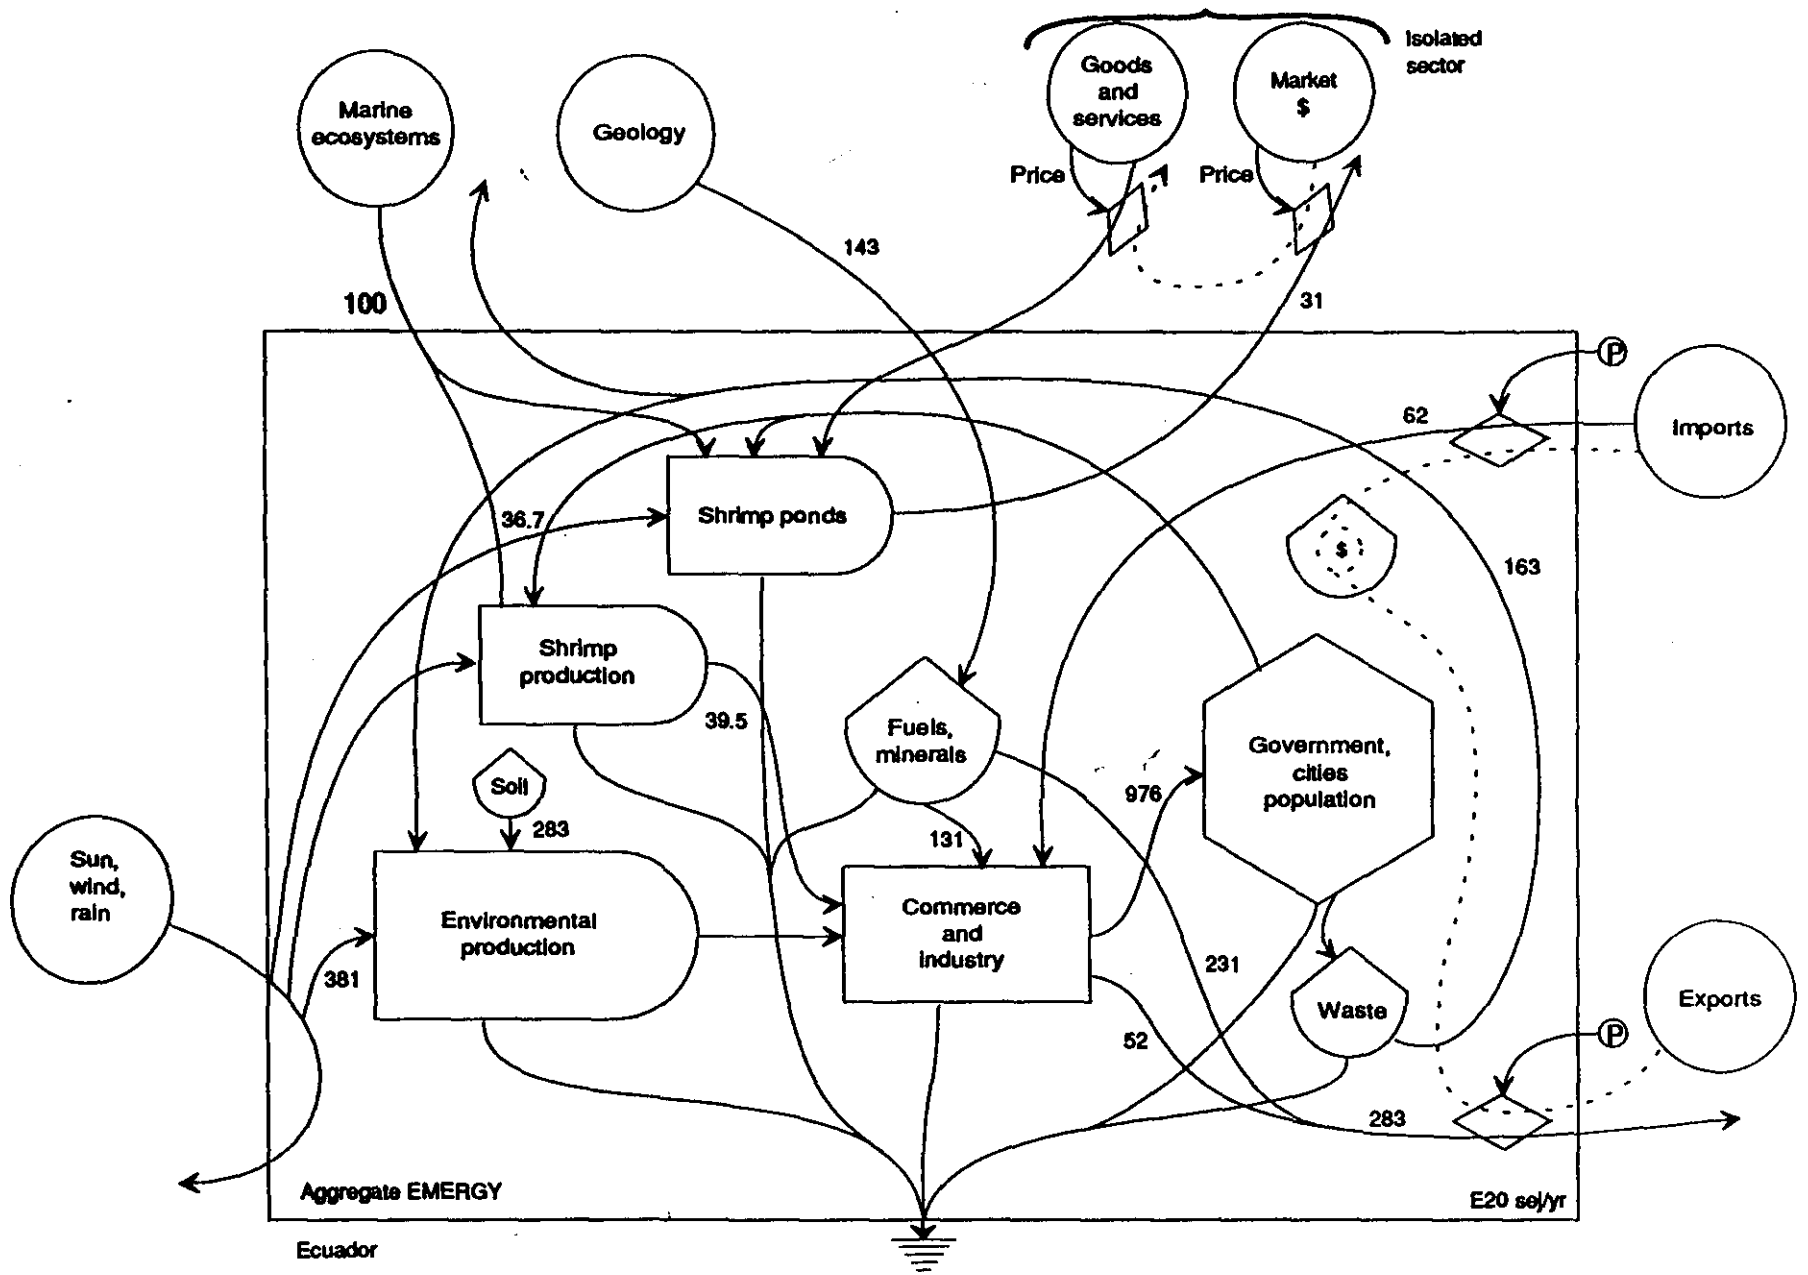 Isolated
sector
Goods
and
services
Market
$
Marine
ecosystems
Geology
Price
Price
143
100
31
P
62
Imports
36.7
Shrimp ponds
$
163
Shrimp
production
39.5
Fuels,
minerals
Government,
cities
population
Soil
283
976
131
Sun,
wind,
rain
Environmental
production
Commerce
and
industry
381
231
Waste
Exports
52
P
283
Aggregate EMERGY
E20 sej/yr
Ecuador